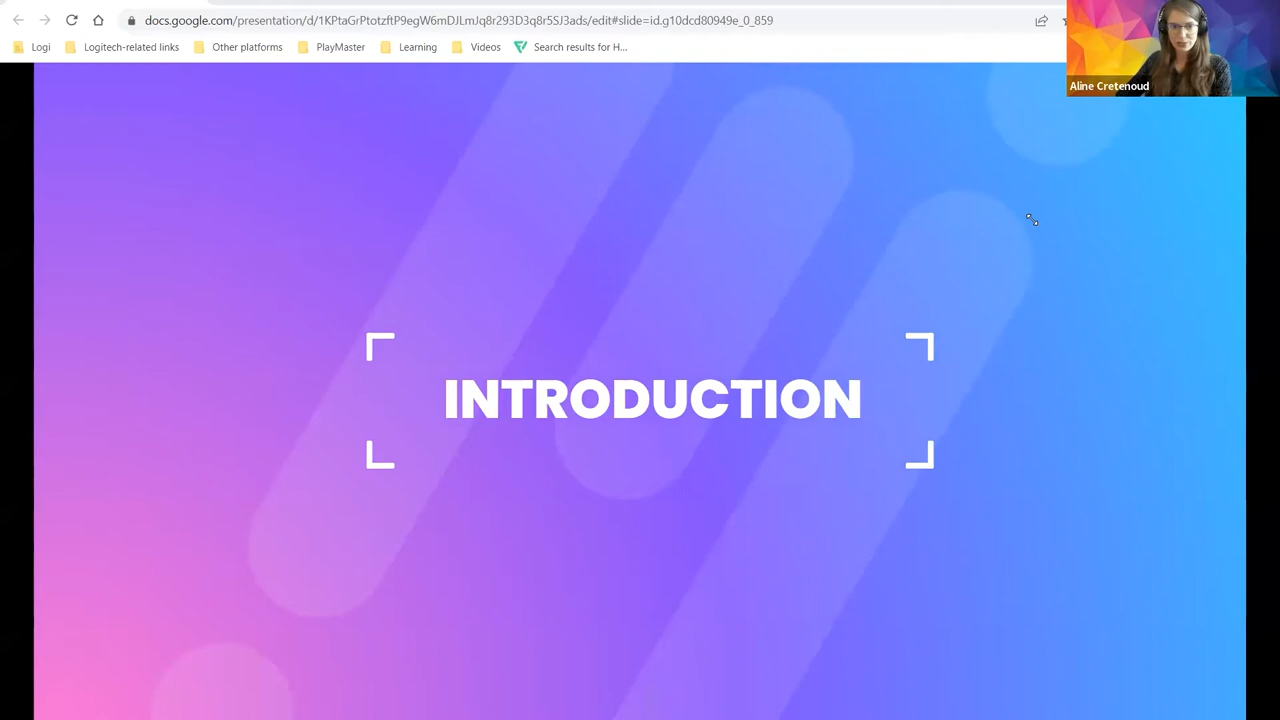 docs.google.com/presentation/d/1KPtaGrPtotzftP9egW6mDJLmJq8r293D3q8r5SJ3ads/edit#slide=id.g10dcd80949e_0_859
Logi
Logitech-related links
Other platforms
PlayMaster
Learning
Videos
Search results for H...
Aline Cretenoud
INTRODUCTION